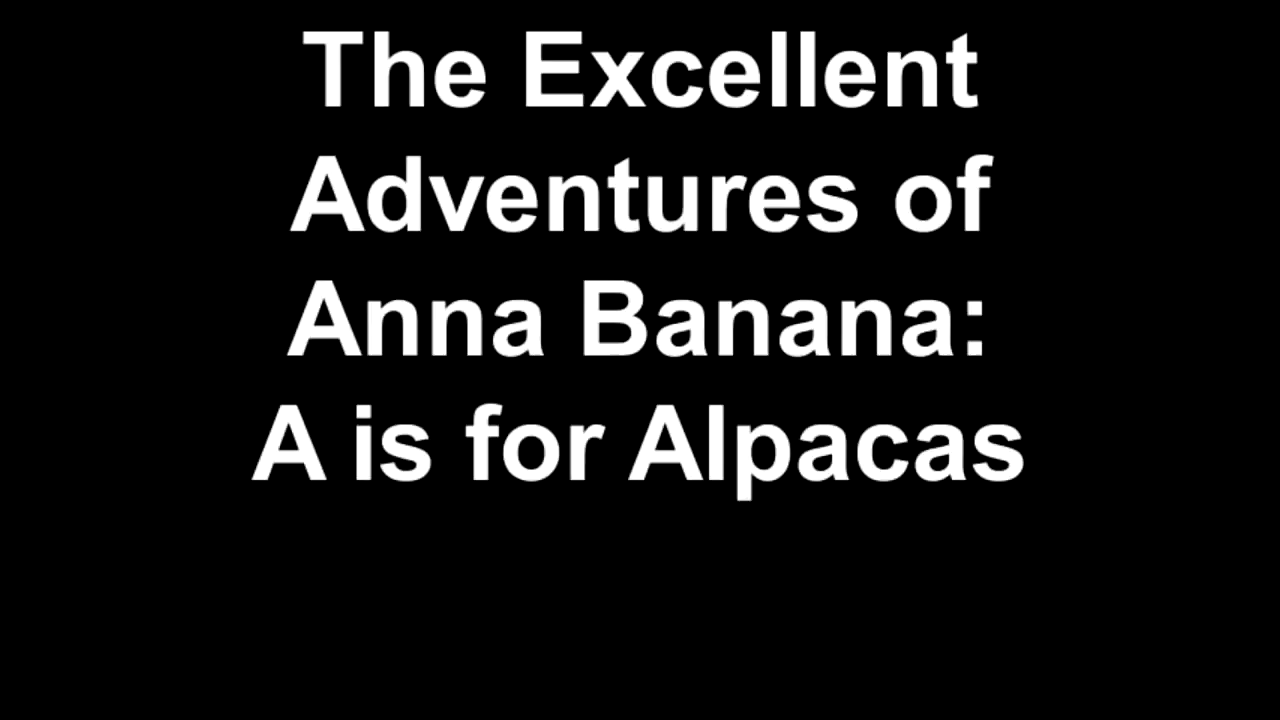 The Excellent
Adventures of
Anna Banana:
A is for Alpacas